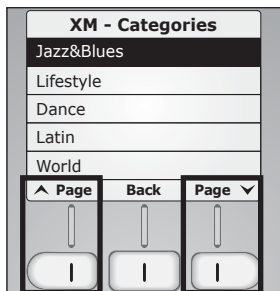 XM - Categories
Jazz&Blues
Lifestyle
Dance
Latin
World
Page Back Page